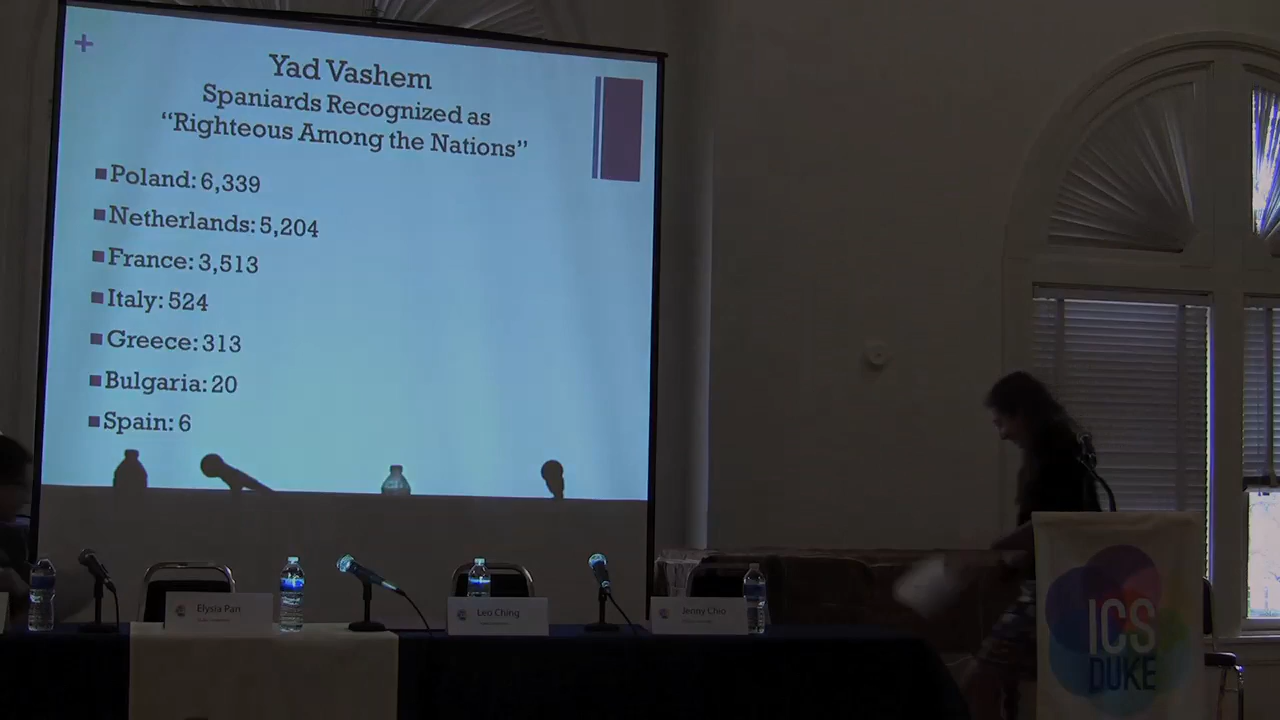 Yad Vashem
Spaniards Recognized as
“Righteous Among the Nations”
Poland: 6,339
Netherlands: 5,204
France: 3,513
Italy: 524
Greece: 313
Bulgaria: 20
Spain: 6
Elysia Pan
Leo Ching
Jenny Chio
ICS
DUKE